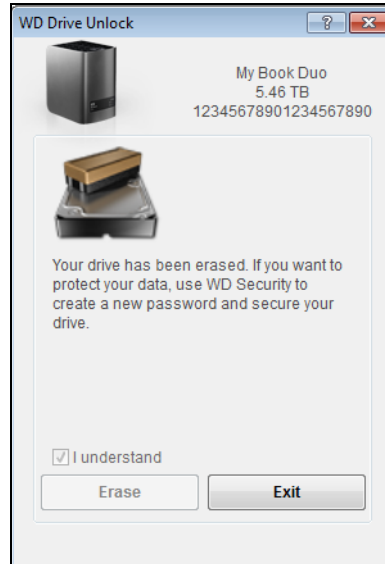 WD Drive Unlock
My Book Duo
5.46 TB
12345678901234567890
Your drive has been erased. If you want to
protect your data, use WD Security to
create a new password and secure your
drive.
I understand
Erase
Exit